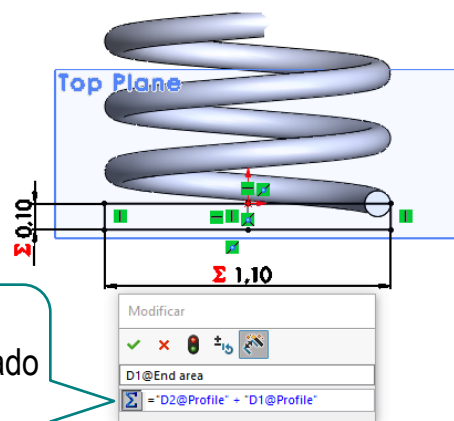 Top Plane
Σ 0,10
Σ 1,10
Modificar
ado
D1@End area
Σ ="D2@Profile" + "D1@Profile"